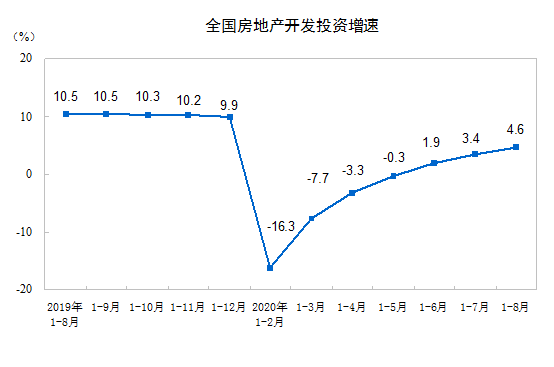 全国房地产开发投资增速
(%)
20
10
0
-10
-20
10.5
10.5
10.3
10.2
9.9
-16.3
-7.7
-3.3
-0.3
1.9
3.4
4.6
2019年
1-8月
1-9月
1-10月
1-11月
1-12月
2020年
1-2月
1-3月
1-4月
1-5月
1-6月
1-7月
1-8月